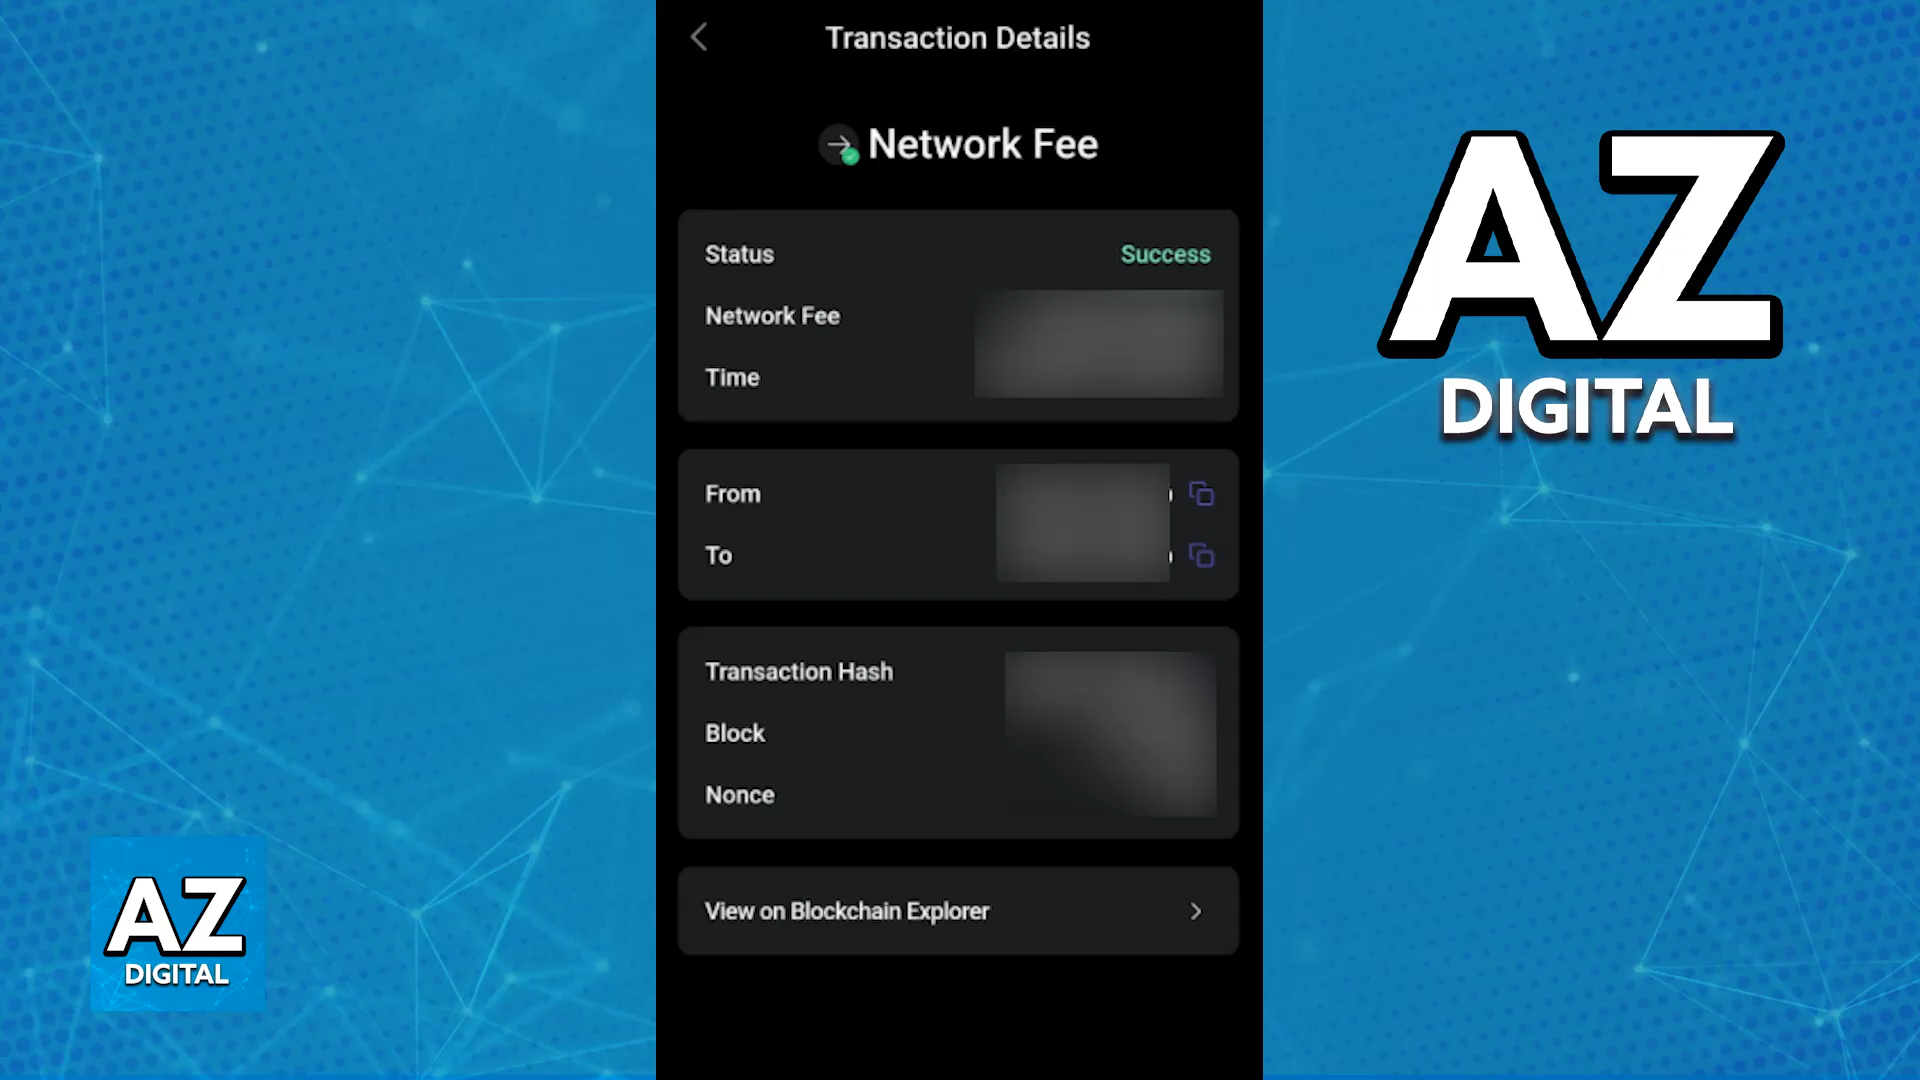 Transaction Details
Network Fee
Status
Success
Network Fee
Time
From
To
Transaction Hash
Block
Nonce
View on Blockchain Explorer
AZ
DIGITAL
AZ
DIGITAL